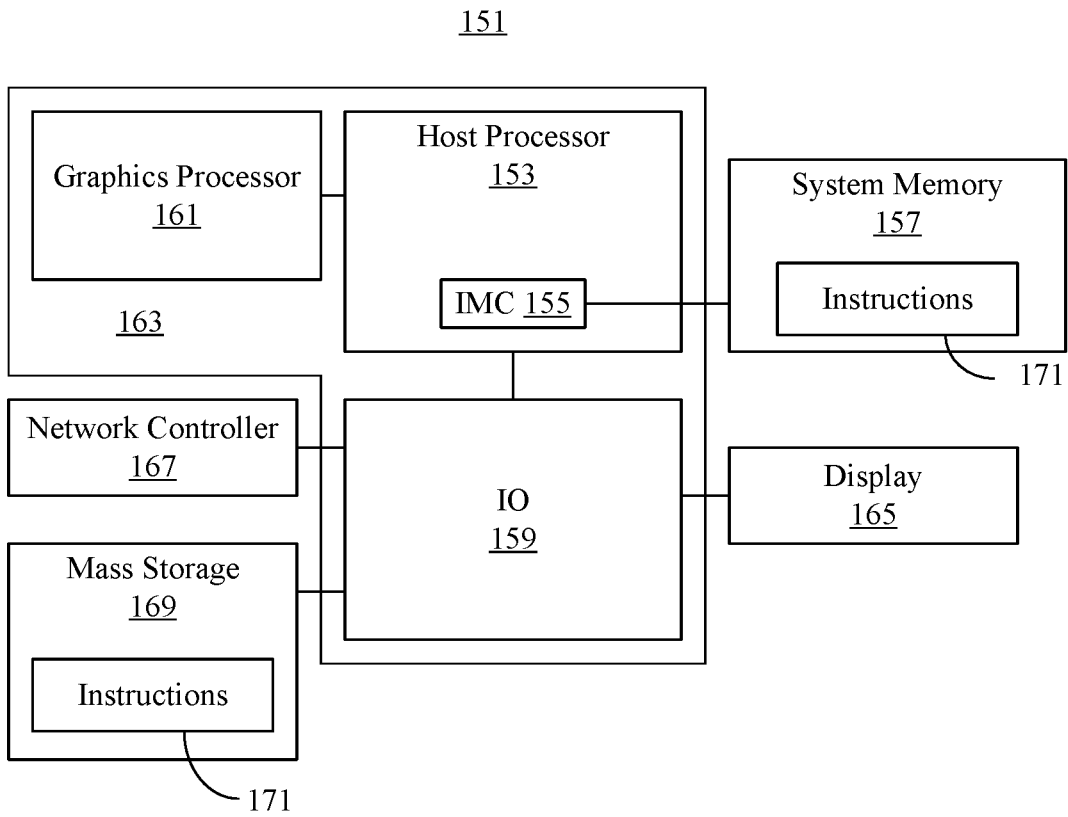 151
Graphics Processor
161
Host Processor
153
IMC 155
163
System Memory
157
Instructions
171
Network Controller
167
IO
159
Display
165
Mass Storage
169
Instructions
171